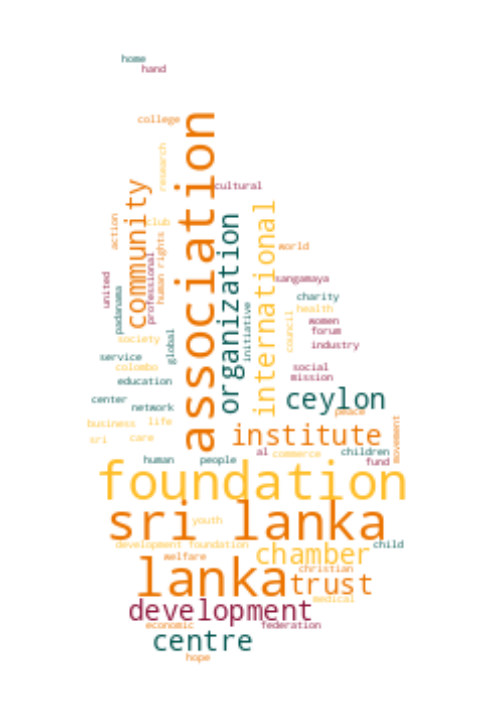 home
hand
college
association
research
cultural
community
action
club
organization
international
human rights
world
professional
united
sangamaya
padanama
charity
health
initiative
women
council
forum
global
society
industry
service
colombo
social
mission
education
ceylon
center
network
peace
business
life
movement
institute
sri
care
al
commerce
children
human
people
fund
foundation
sri lanka
youth
development foundation
child
chamber
welfare
lanka
christian
trust
medical
development
economic
federation
centre
hope